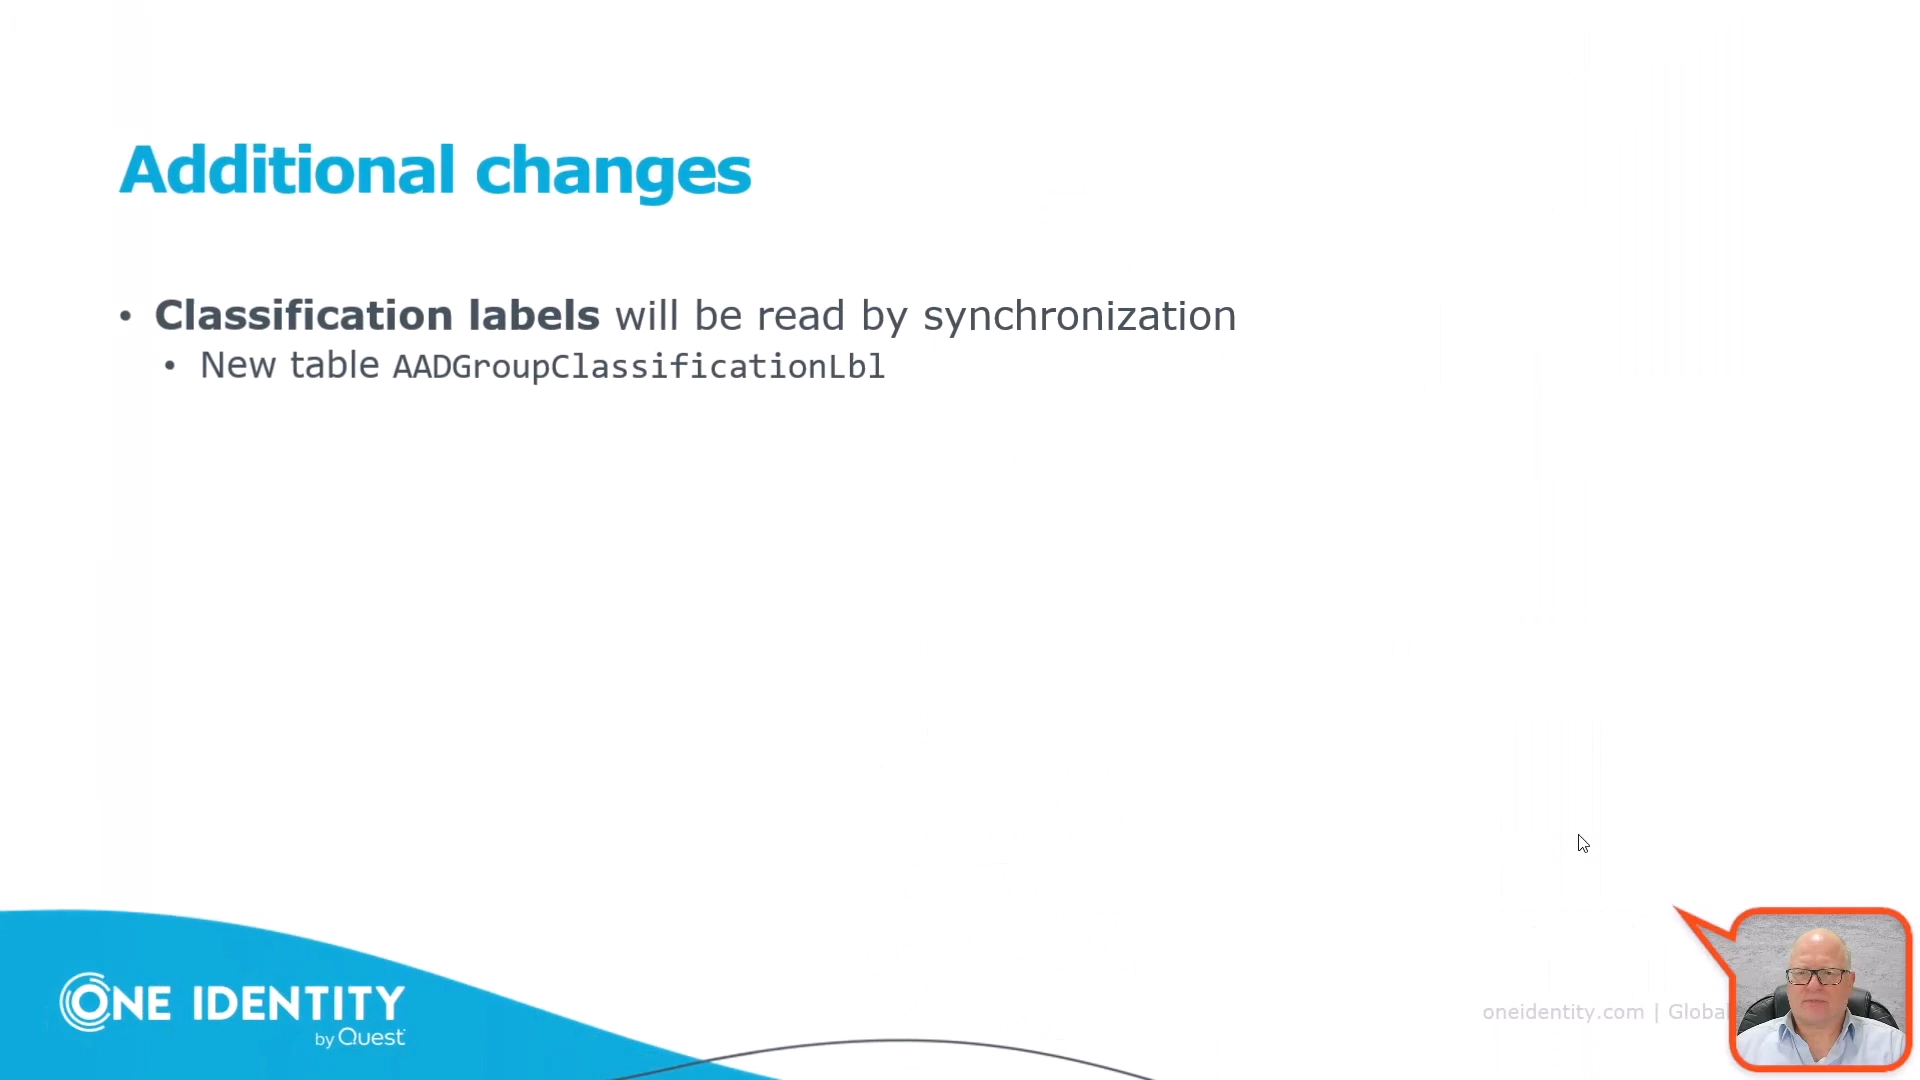 Additional changes
• Classification labels will be read by synchronization
• New table AADGroupClassificationLbl
ONE IDENTITY
by Quest
oneidentity.com | Global